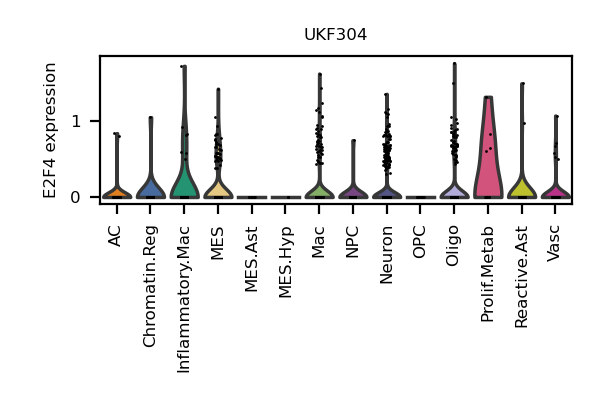 UKF304
E2F4 expression
1
0
AC
Chromatin.Reg
Inflammatory.Mac
MES
MES.Ast
MES.Hyp
Mac
NPC
Neuron
OPC
Oligo
Prolif.Metab
Reactive.Ast
Vasc